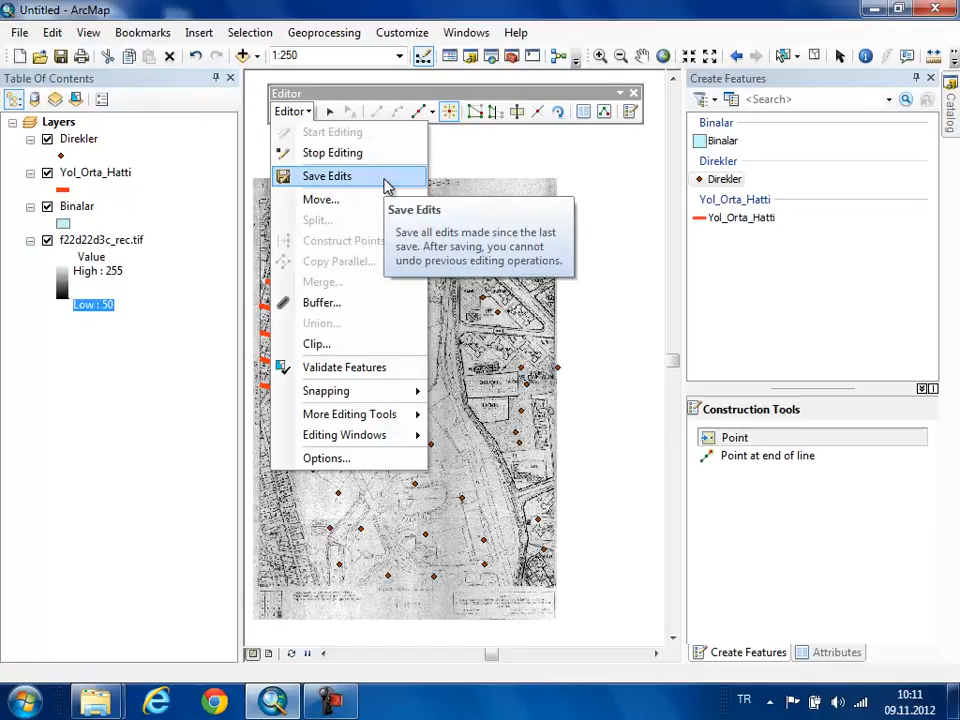 Untitled - ArcMap
File Edit View Bookmarks Insert Selection Geoprocessing Customize Windows Help
1:250
Table Of Contents
Layers
Direkler
Yol_Orta_Hatti
Binalar
f22d22d3c_rec.tif
Value
High : 255
Low : 50
Editor
Editor
Start Editing
Stop Editing
Save Edits
Move...
Split...
Construct Points
Copy Parallel...
Merge...
Buffer...
Union...
Clip...
Validate Features
Snapping
More Editing Tools
Editing Windows
Options...
Save Edits
Save all edits made since the last
save. After saving, you cannot
undo previous editing operations.
Create Features
<Search>
Binalar
Binalar
Direkler
Direkler
Yol_Orta_Hatti
Yol_Orta_Hatti
Construction Tools
Point
Point at end of line
Create Features Attributes
Catalog
TR
10:11
09.11.2012